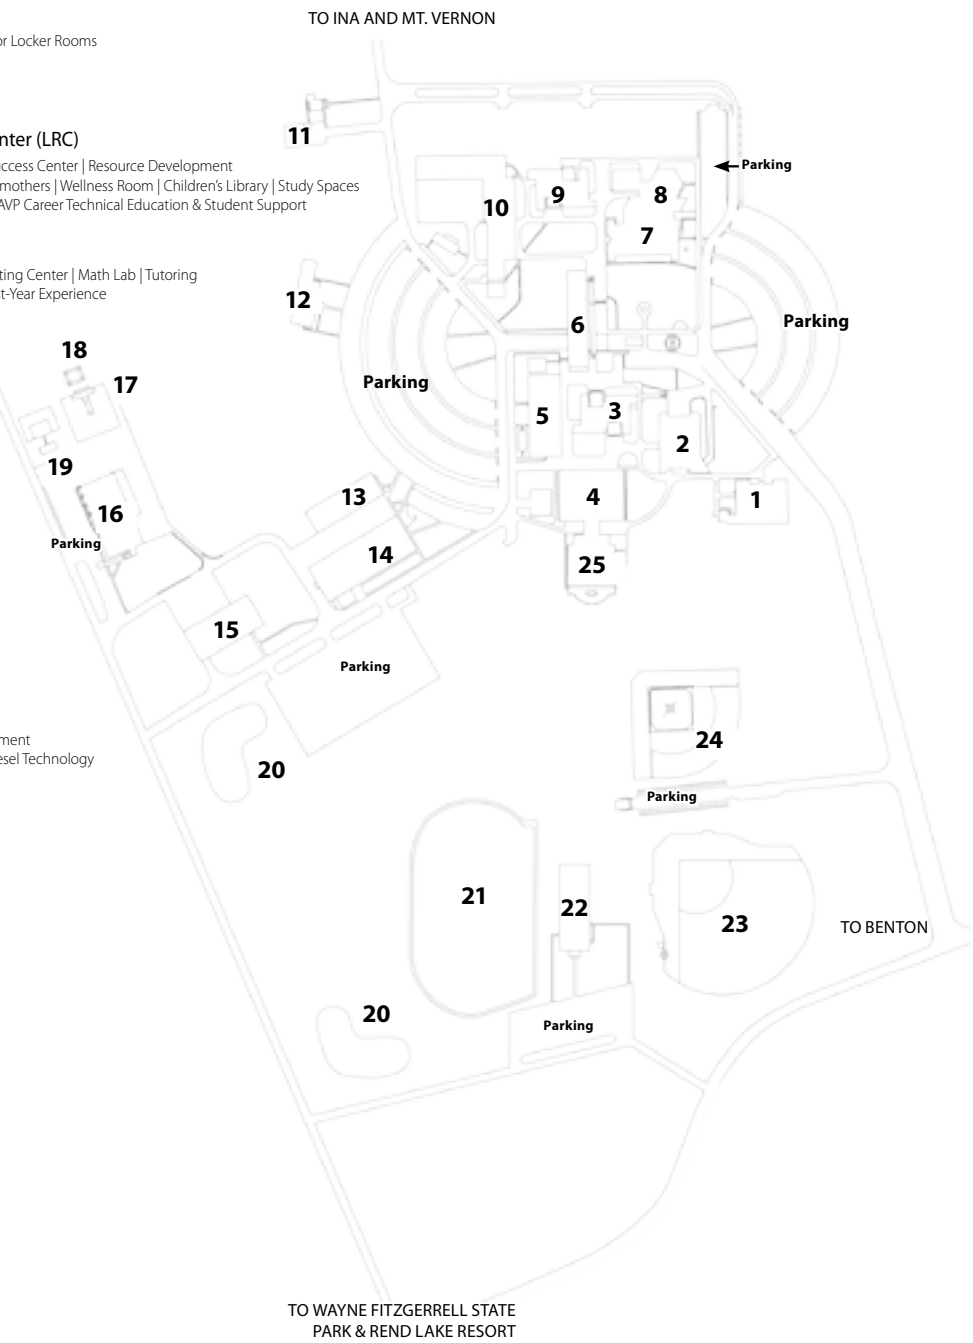 TO INA AND MT. VERNON
or Locker Rooms
nter (LRC)
uccess Center | Resource Development
mothers | Wellness Room | Children's Library | Study Spaces
AVP Career Technical Education & Student Support
ting Center | Math Lab | Tutoring
st-Year Experience
11
Parking
9
8
10
7
12
6
Parking
18
17
Parking
5
3
2
19
13
4
1
16
Parking
14
25
15
Parking
24
ment
esel Technology
20
Parking
21
22
23
TO BENTON
20
Parking
TO WAYNE FITZGERRELL STATE
PARK & REND LAKE RESORT